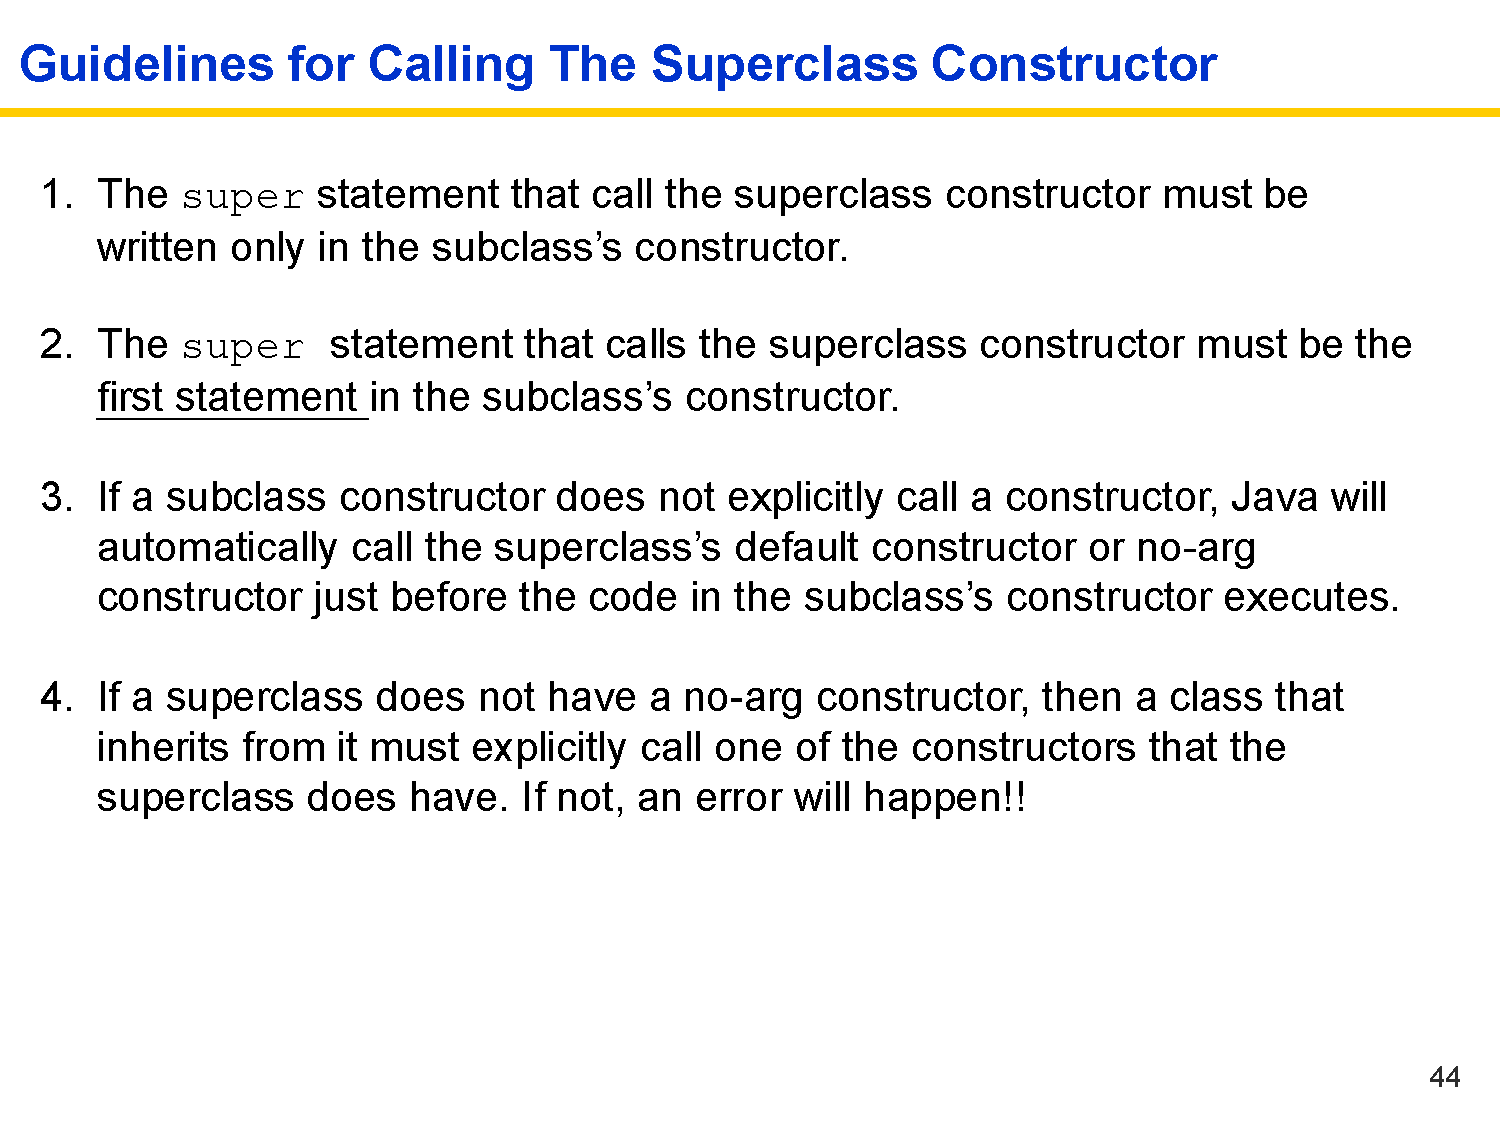 Guidelines for Calling The Superclass Constructor
1. The super statement that call the superclass constructor must be
written only in the subclass’s constructor.
2. The super statement that calls the superclass constructor must be the
first statement in the subclass’s constructor.
3. If a subclass constructor does not explicitly call a constructor, Java will
automatically call the superclass’s default constructor or no-arg
constructor just before the code in the subclass’s constructor executes.
4. If a superclass does not have a no-arg constructor, then a class that
inherits from it must explicitly call one of the constructors that the
superclass does have. If not, an error will happen!!
44